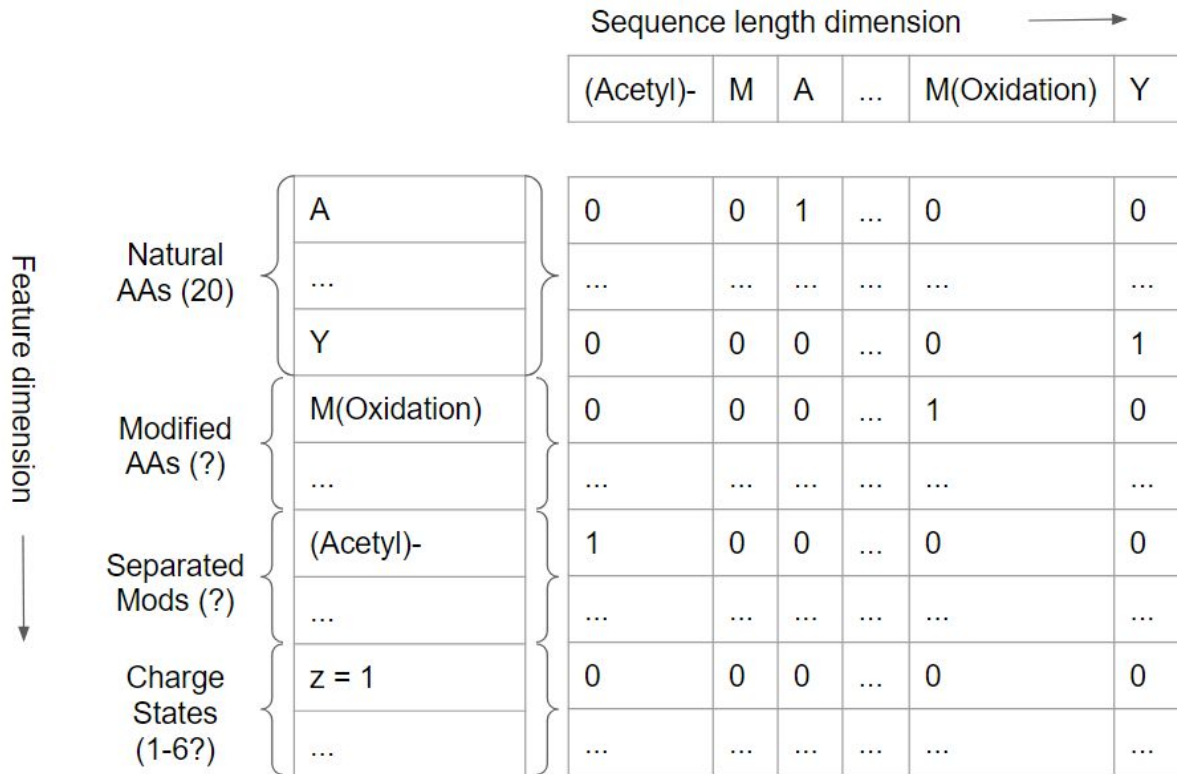 Sequence length dimension
(Acetyl)- M A ... M(Oxidation) Y
Feature dimension
Natural
AAs (20)
A 0 0 1 ... 0 0
... ... ... ... ... ... ...
Y 0 0 0 ... 0 1
Modified
AAs (?)
M(Oxidation) 0 0 0 ... 1 0
... ... ... ... ... ... ...
Separated
Mods (?)
(Acetyl)- 1 0 0 ... 0 0
... ... ... ... ... ... ...
Charge
States
(1-6?)
z = 1 0 0 0 ... 0 0
... ... ... ... ... ... ...